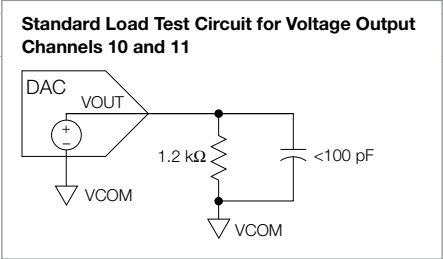 Standard Load Test Circuit for Voltage Output
Channels 10 and 11
DAC
VOUT
+
−
1.2 kΩ
<100 pF
VCOM
VCOM